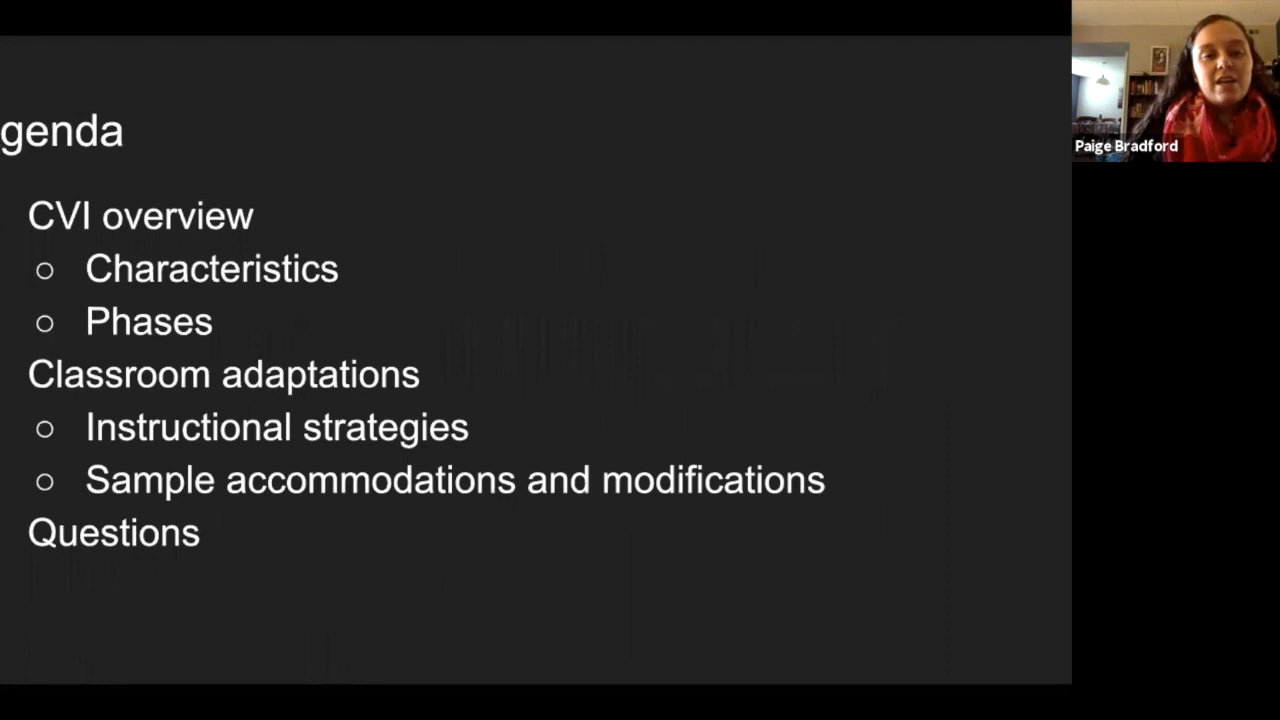 genda
CVI overview
○ Characteristics
○ Phases
Classroom adaptations
○ Instructional strategies
○ Sample accommodations and modifications
Questions
Paige Bradford